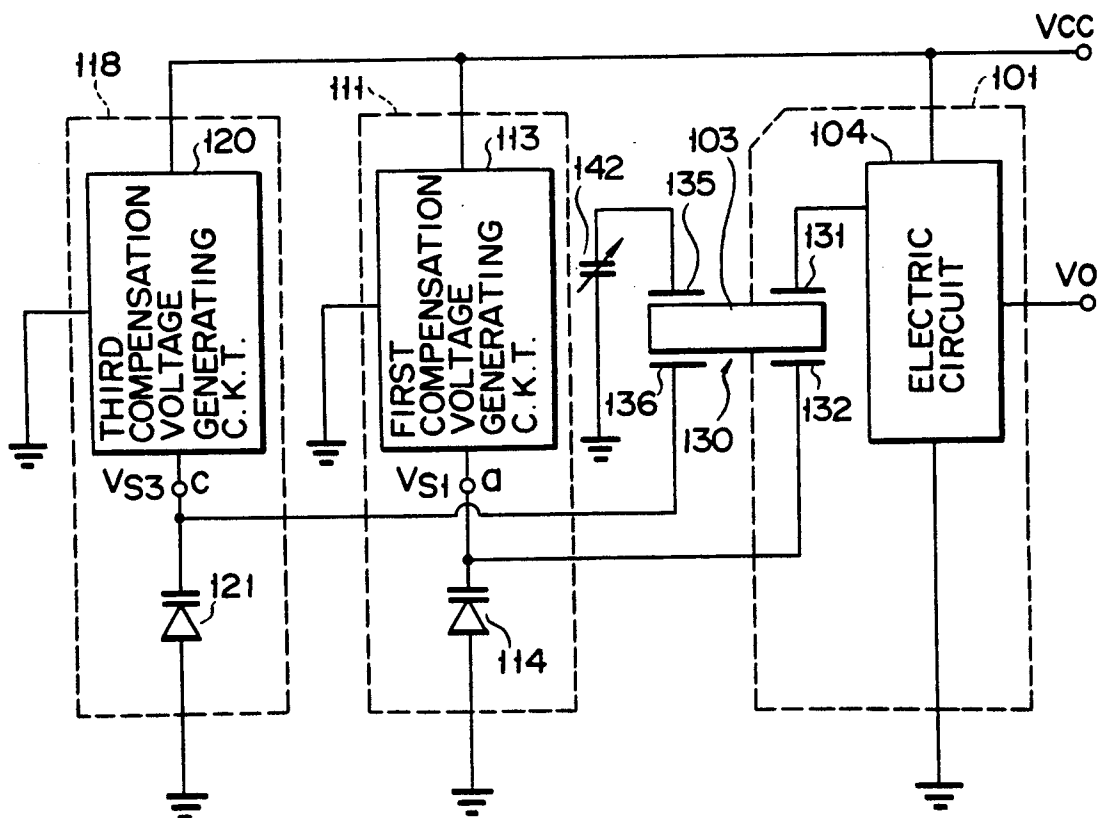 VCC
118
111
101
120
113
103
104
142
135
131
THIRD
COMPENSATION
VOLTAGE
GENERATING
C.K.T.
FIRST
COMPENSATION
VOLTAGE
GENERATING
C.K.T.
ELECTRIC
CIRCUIT
VO
136
130
132
VS3 c
VS1 a
121
114